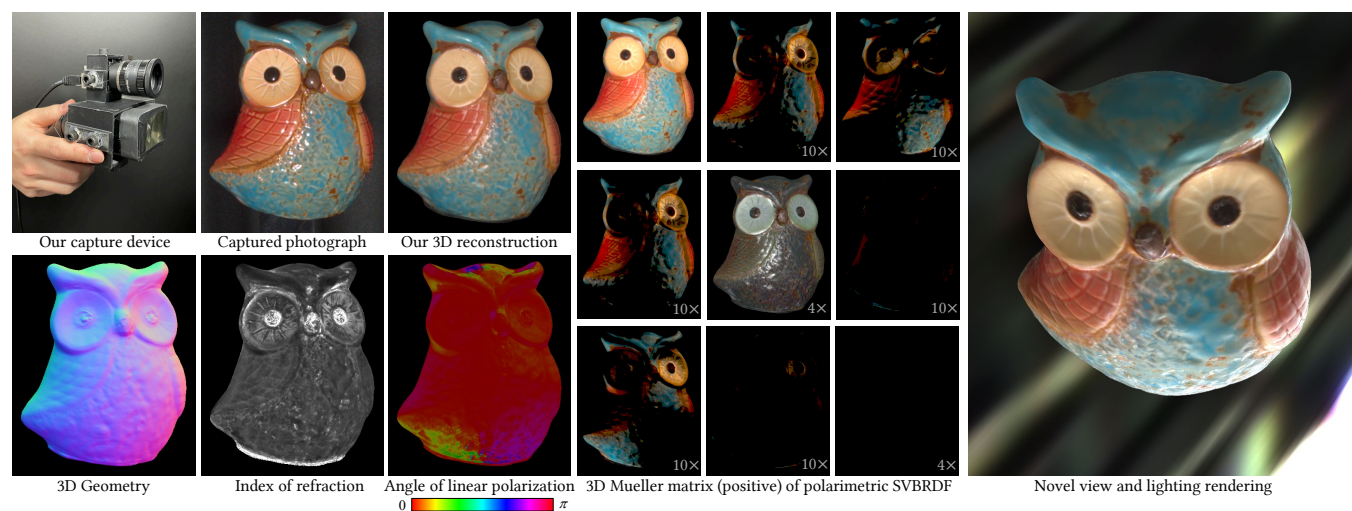 10×
10×
10×
4×
10×
10×
10×
4×
Our capture device
Captured photograph
Our 3D reconstruction
3D Geometry
Index of refraction
Angle of linear polarization
0
π
3D Mueller matrix (positive) of polarimetric SVBRDF
Novel view and lighting rendering